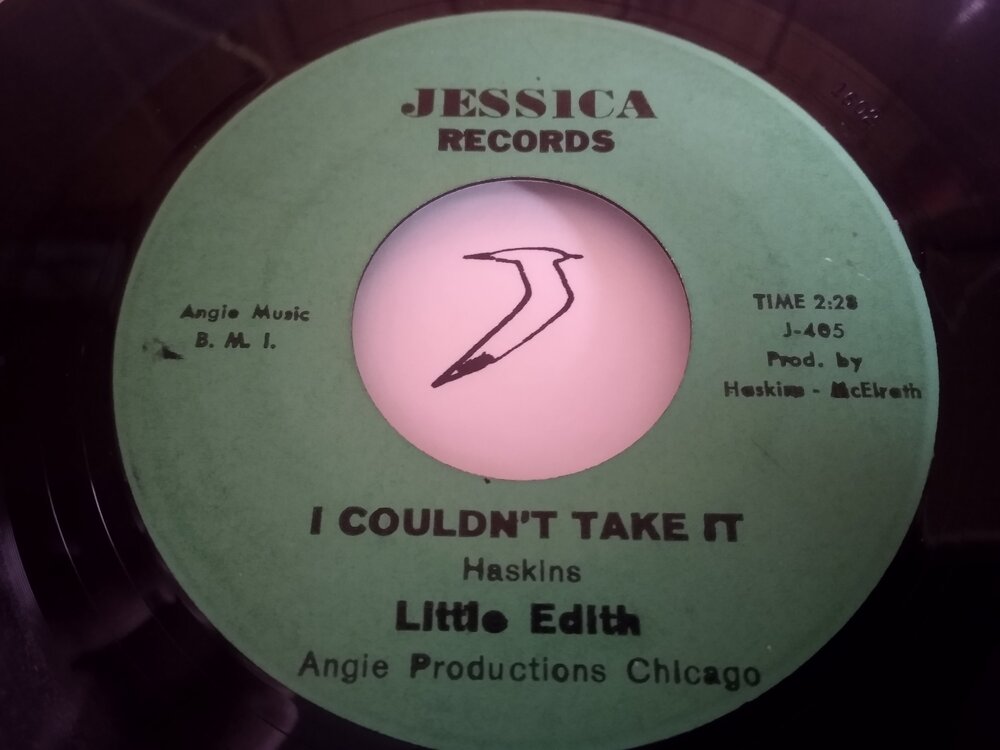 JESSICA
RECORDS
Angie Music
B. M. I.
TIME 2:28
J-405
Prod. by
Haskins - McElrath
I COULDN'T TAKE IT
Haskins
Little Edith
Angie Productions Chicago